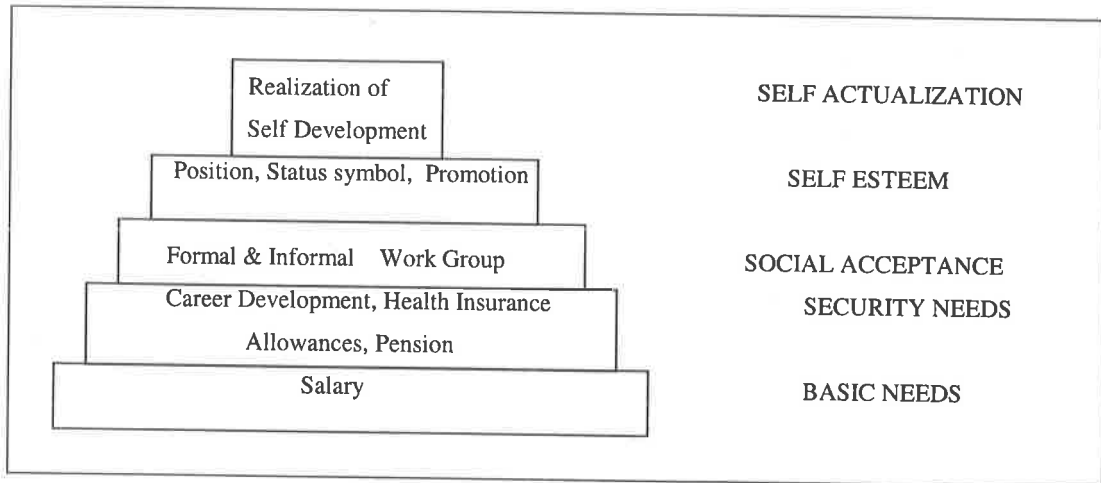 Realization of
Self Development
SELF ACTUALIZATION
Position, Status symbol, Promotion
SELF ESTEEM
Formal & Informal Work Group
SOCIAL ACCEPTANCE
Career Development, Health Insurance
Allowances, Pension
SECURITY NEEDS
Salary
BASIC NEEDS